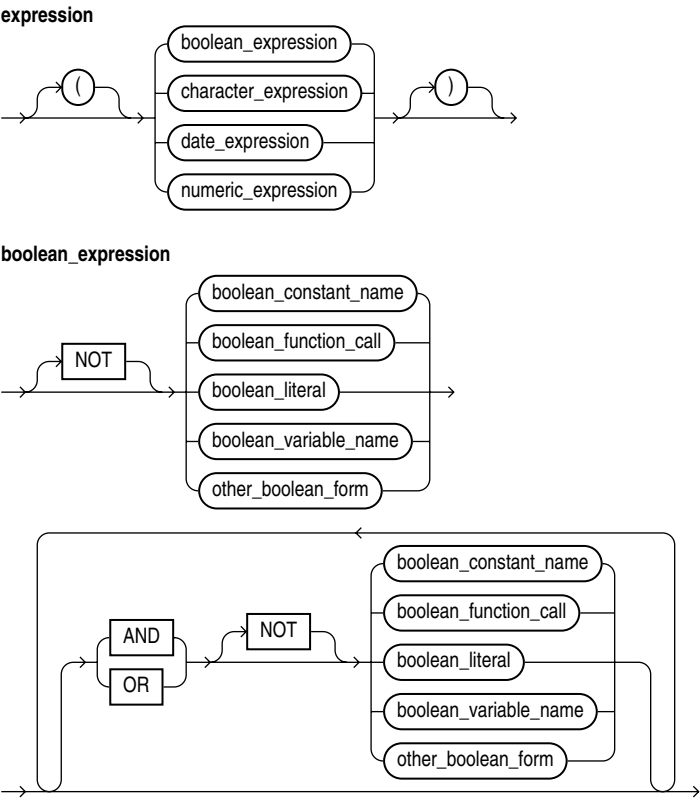 expression
boolean_expression
( character_expression )
date_expression
numeric_expression
boolean_expression
boolean_constant_name
NOT boolean_function_call
boolean_literal
boolean_variable_name
other_boolean_form
boolean_constant_name
AND NOT boolean_function_call
OR boolean_literal
boolean_variable_name
other_boolean_form